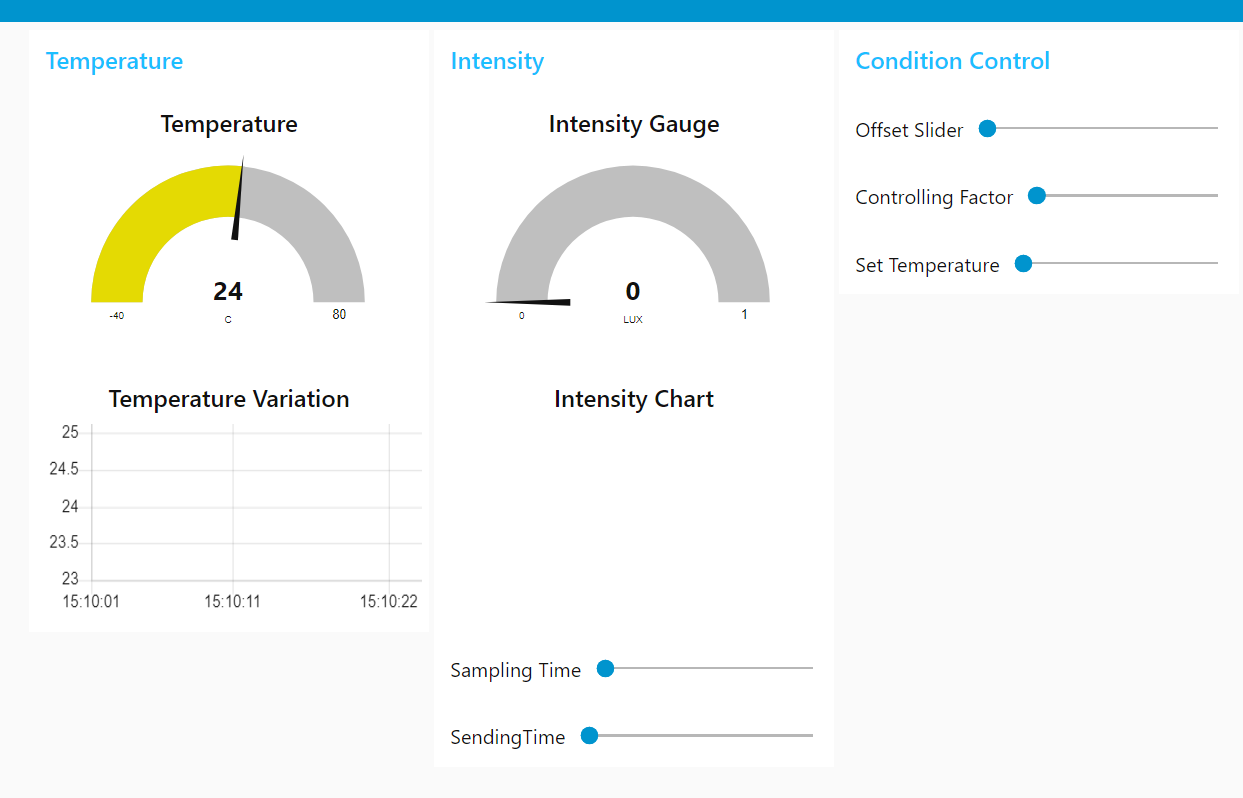 Temperature
Temperature
24
-40
C
80
Temperature Variation
25
24.5
24
23.5
23
15:10:01 15:10:11 15:10:22
Intensity
Intensity Gauge
0
0
LUX
1
Intensity Chart
Sampling Time
SendingTime
Condition Control
Offset Slider
Controlling Factor
Set Temperature